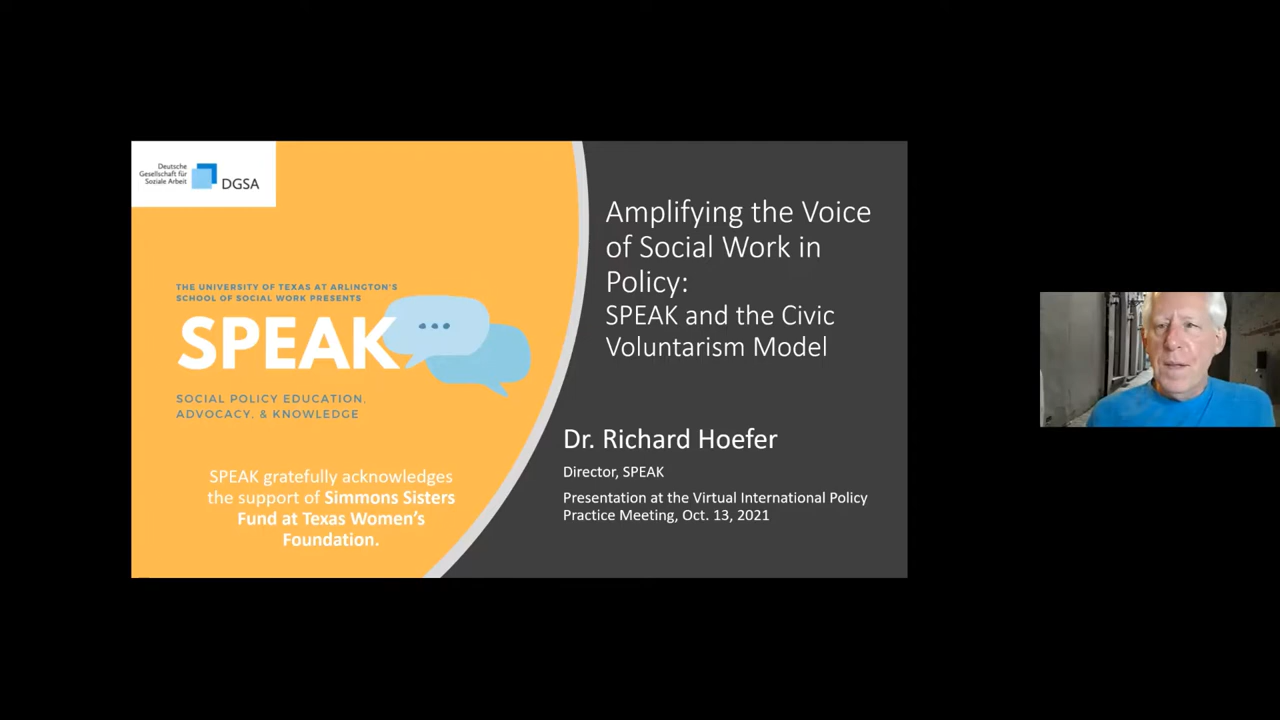 Deutsche
Gesellschaft für
Soziale Arbeit
DGSA
THE UNIVERSITY OF TEXAS AT ARLINGTON'S
SCHOOL OF SOCIAL WORK PRESENTS
SPEAK
SOCIAL POLICY EDUCATION,
ADVOCACY, & KNOWLEDGE
SPEAK gratefully acknowledges
the support of Simmons Sisters
Fund at Texas Women's
Foundation.
Amplifying the Voice
of Social Work in
Policy:
SPEAK and the Civic
Voluntarism Model
Dr. Richard Hoefer
Director, SPEAK
Presentation at the Virtual International Policy
Practice Meeting, Oct. 13, 2021